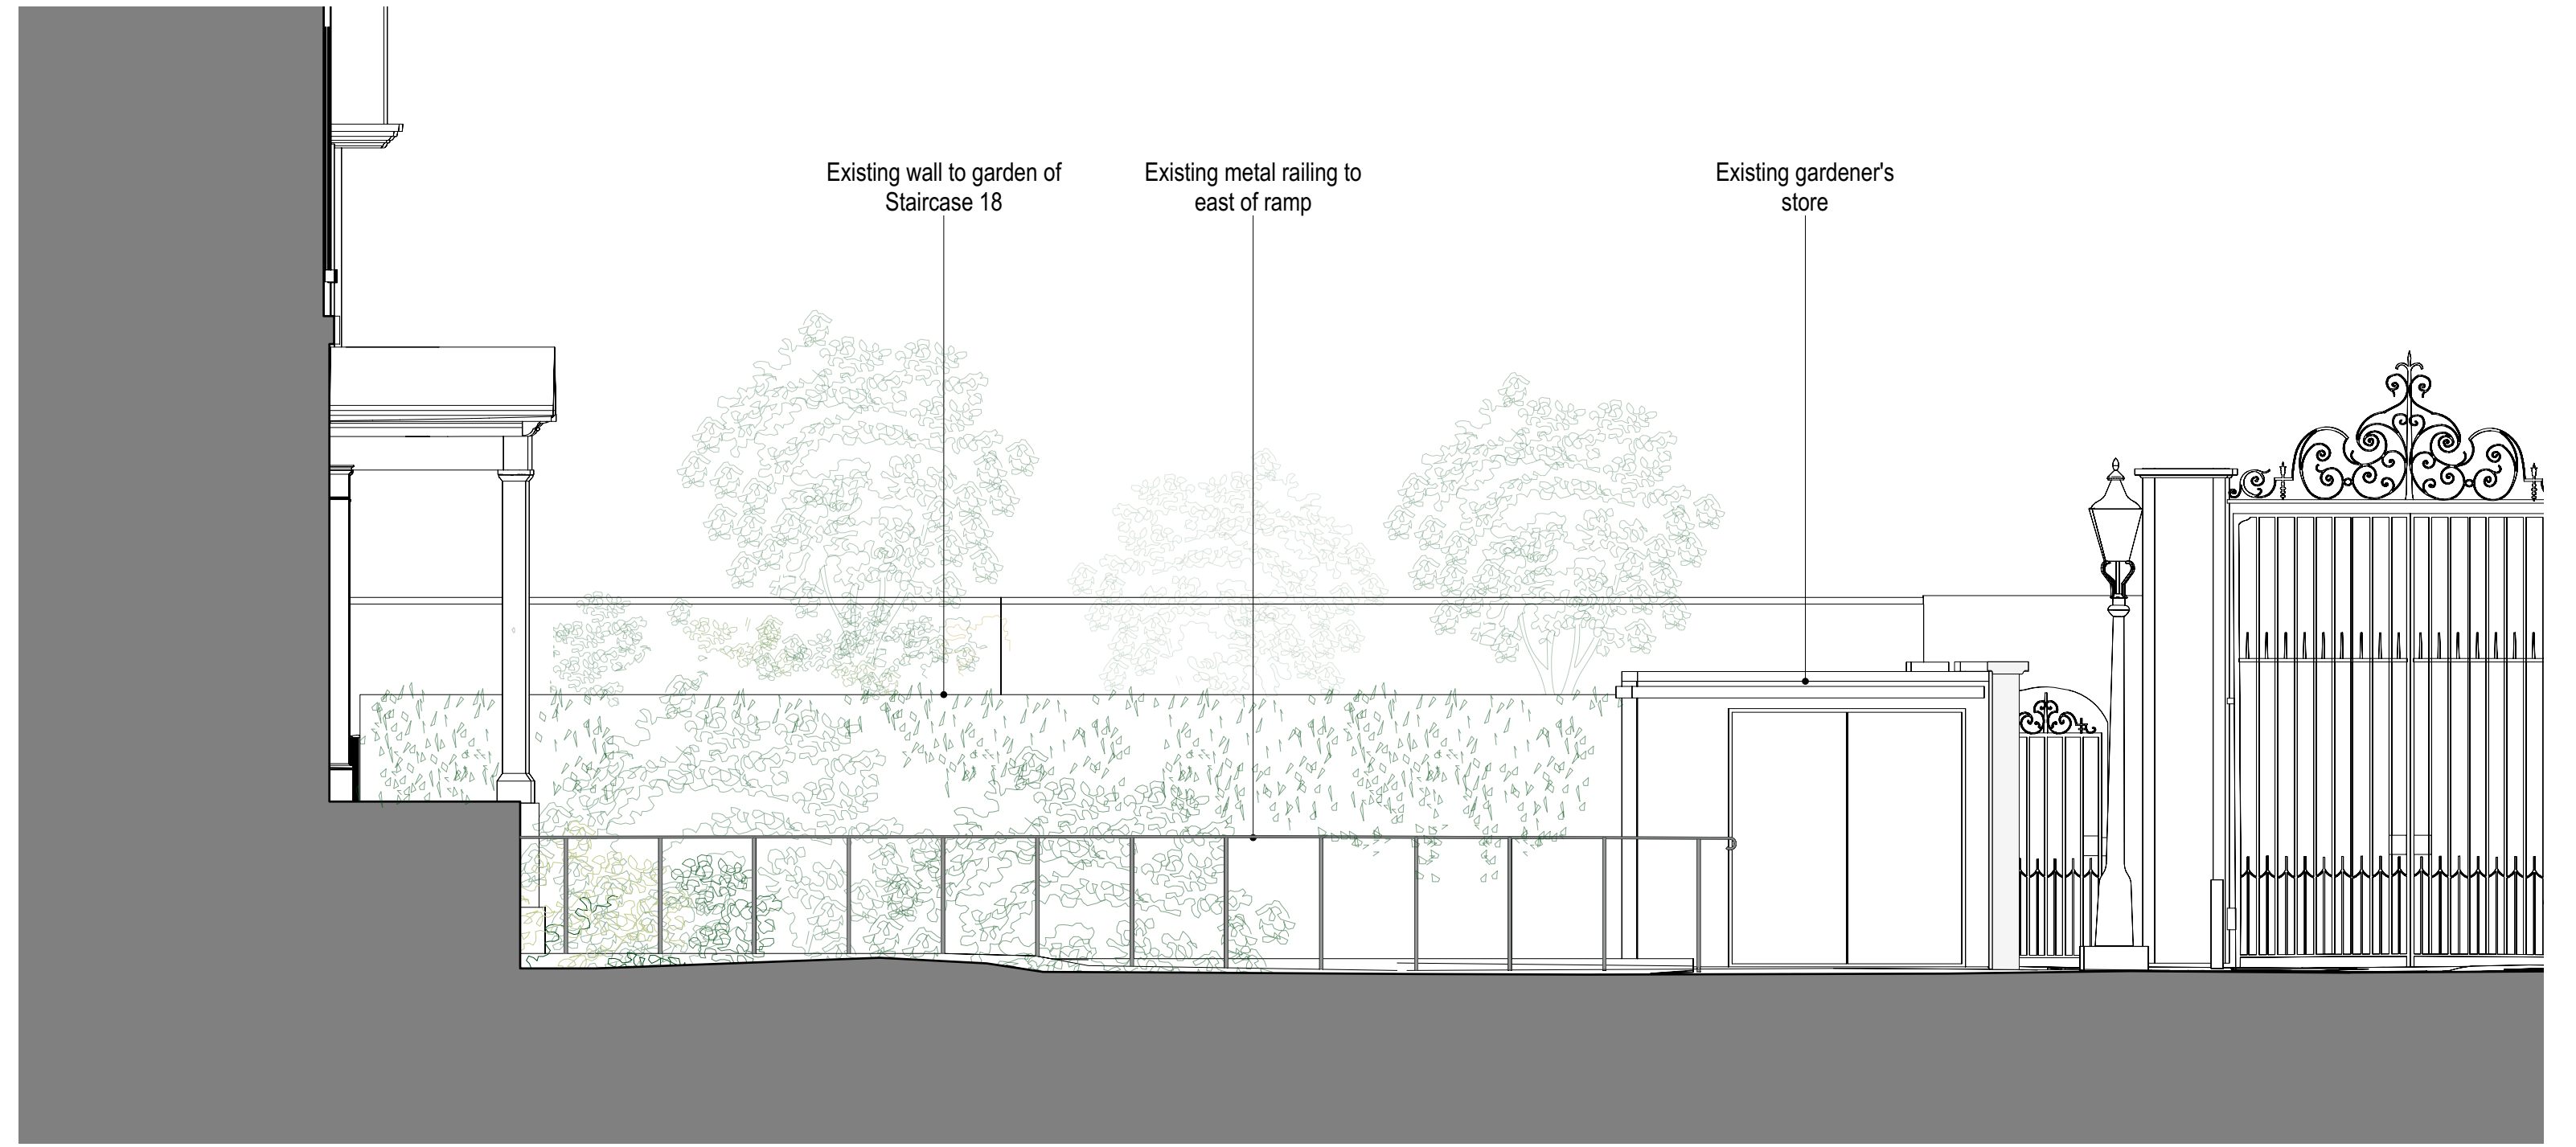 Existing wall to garden of
Staircase 18
Existing metal railing to
east of ramp
Existing gardener's
store